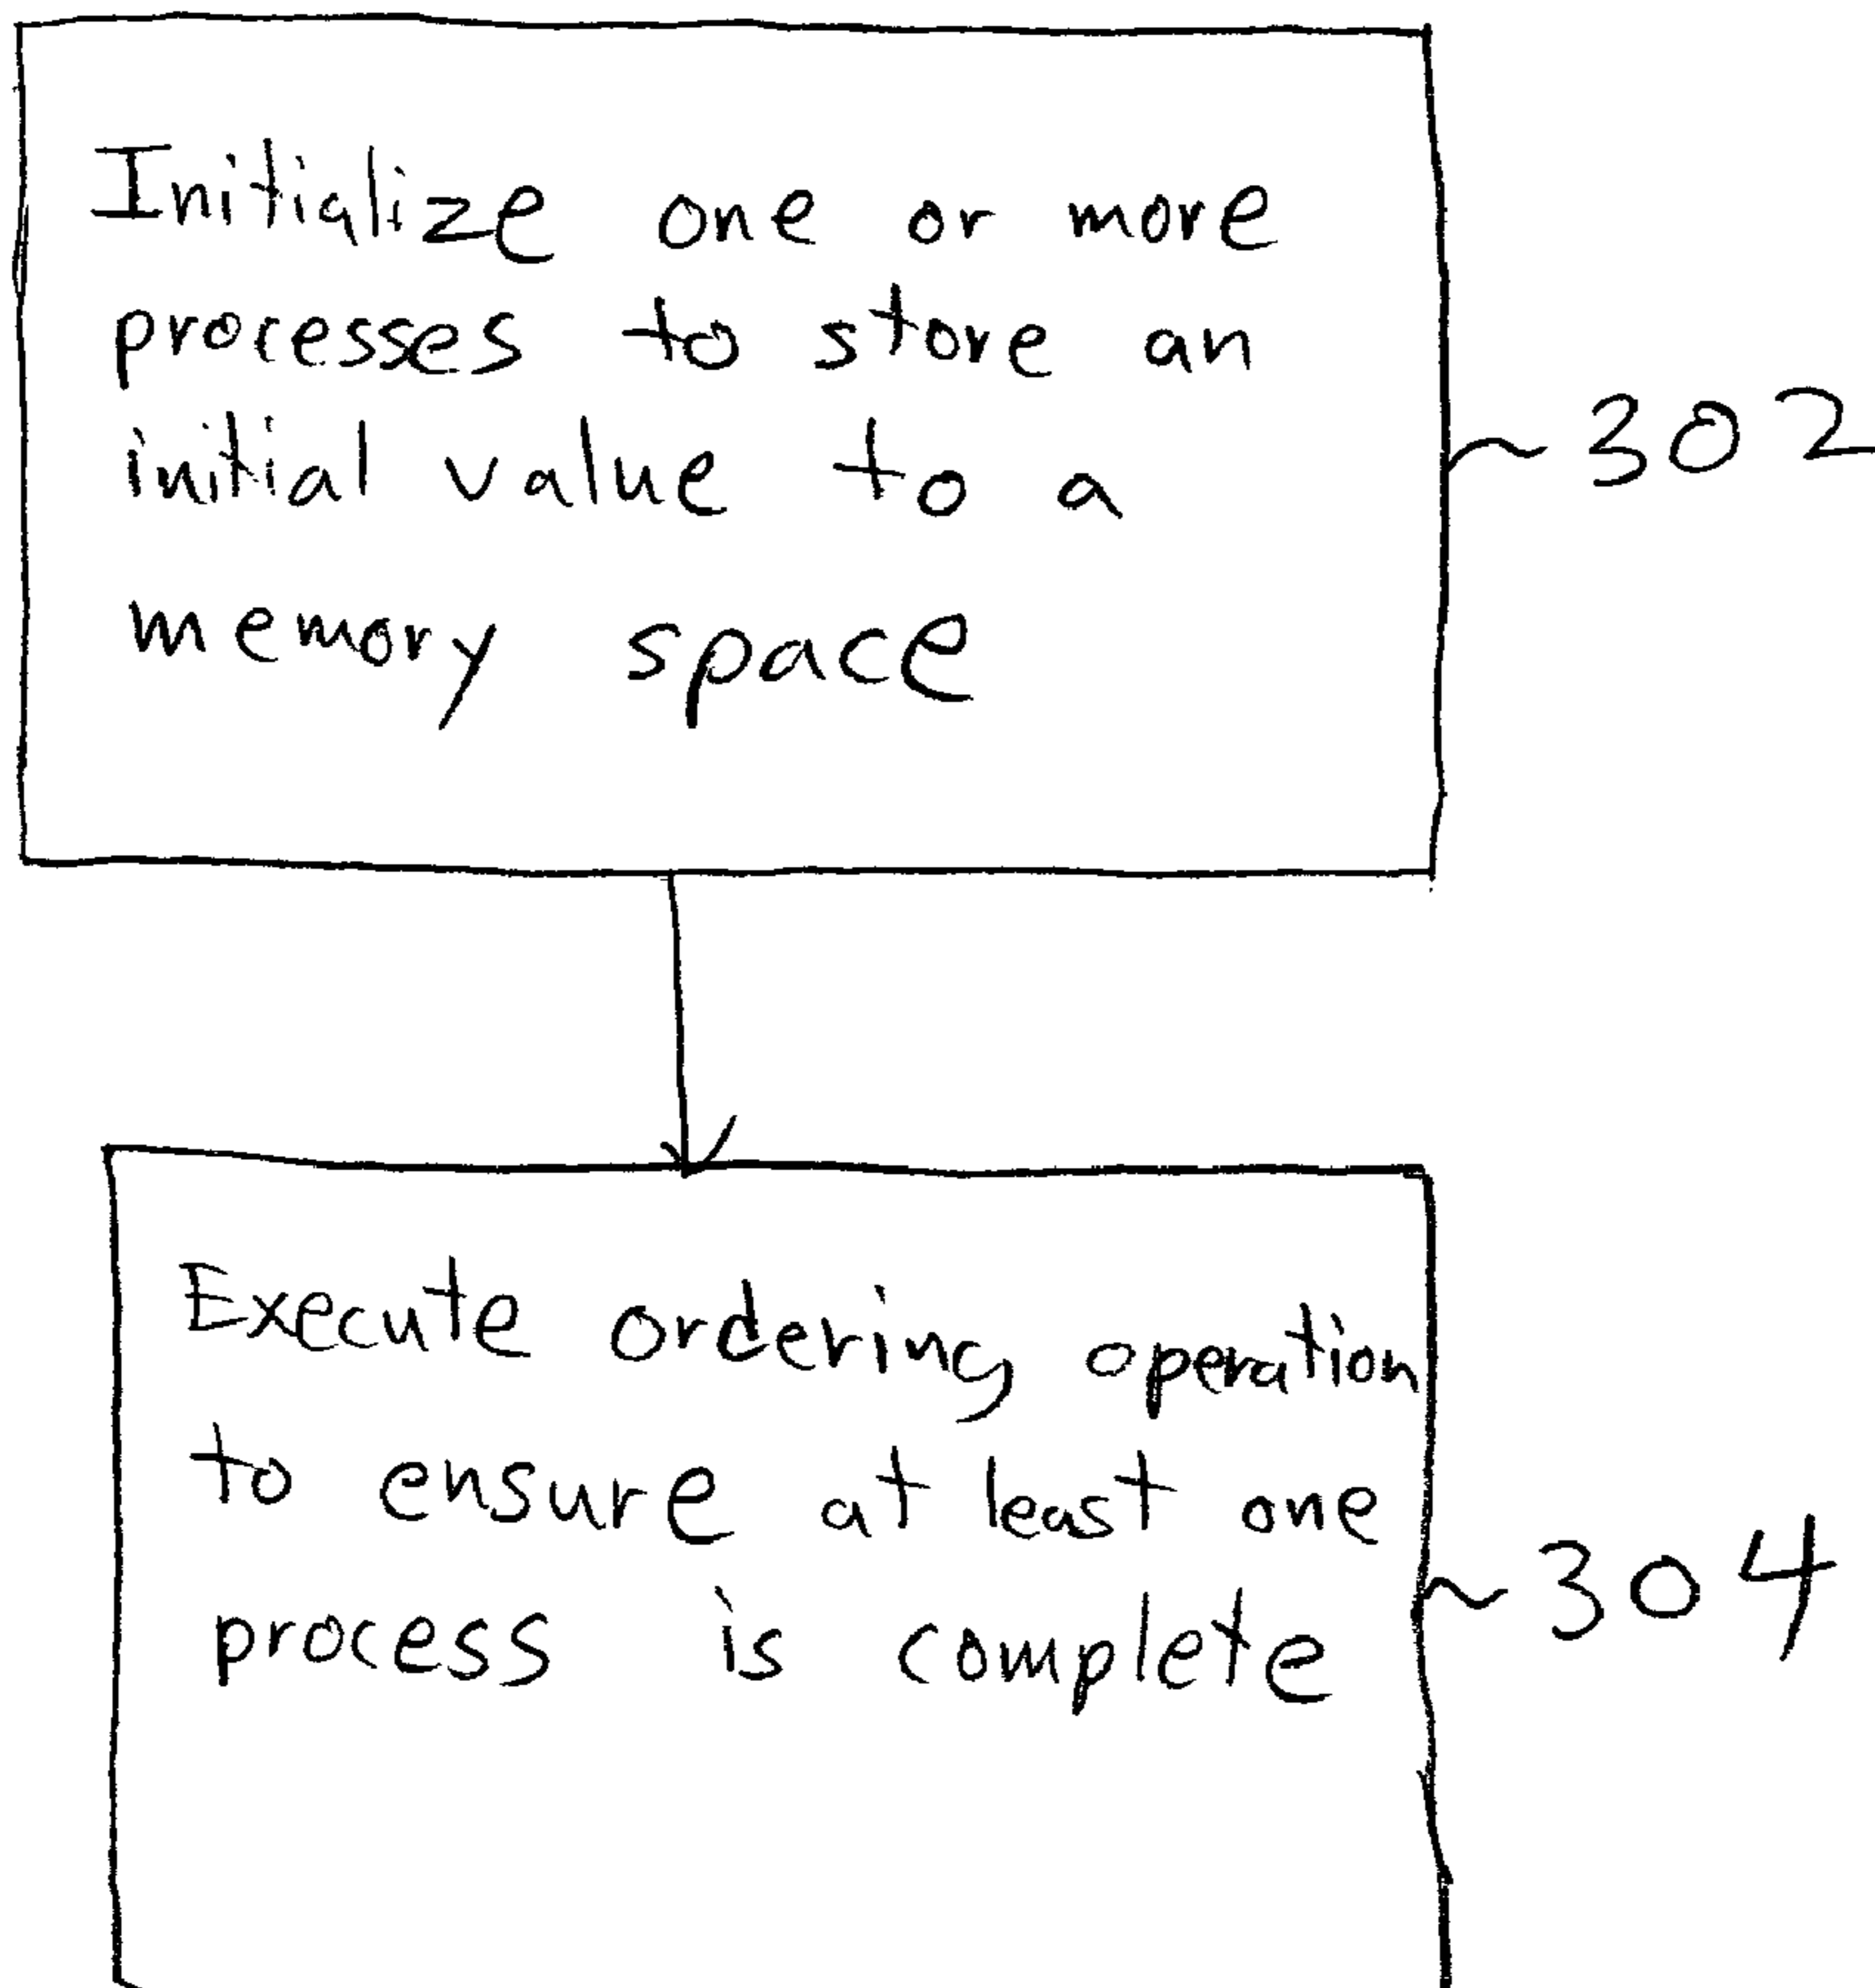 Initialize one or more
processes to store an
initial value to a
memory space
302
Execute ordering operation
to ensure at least one
process is complete
304